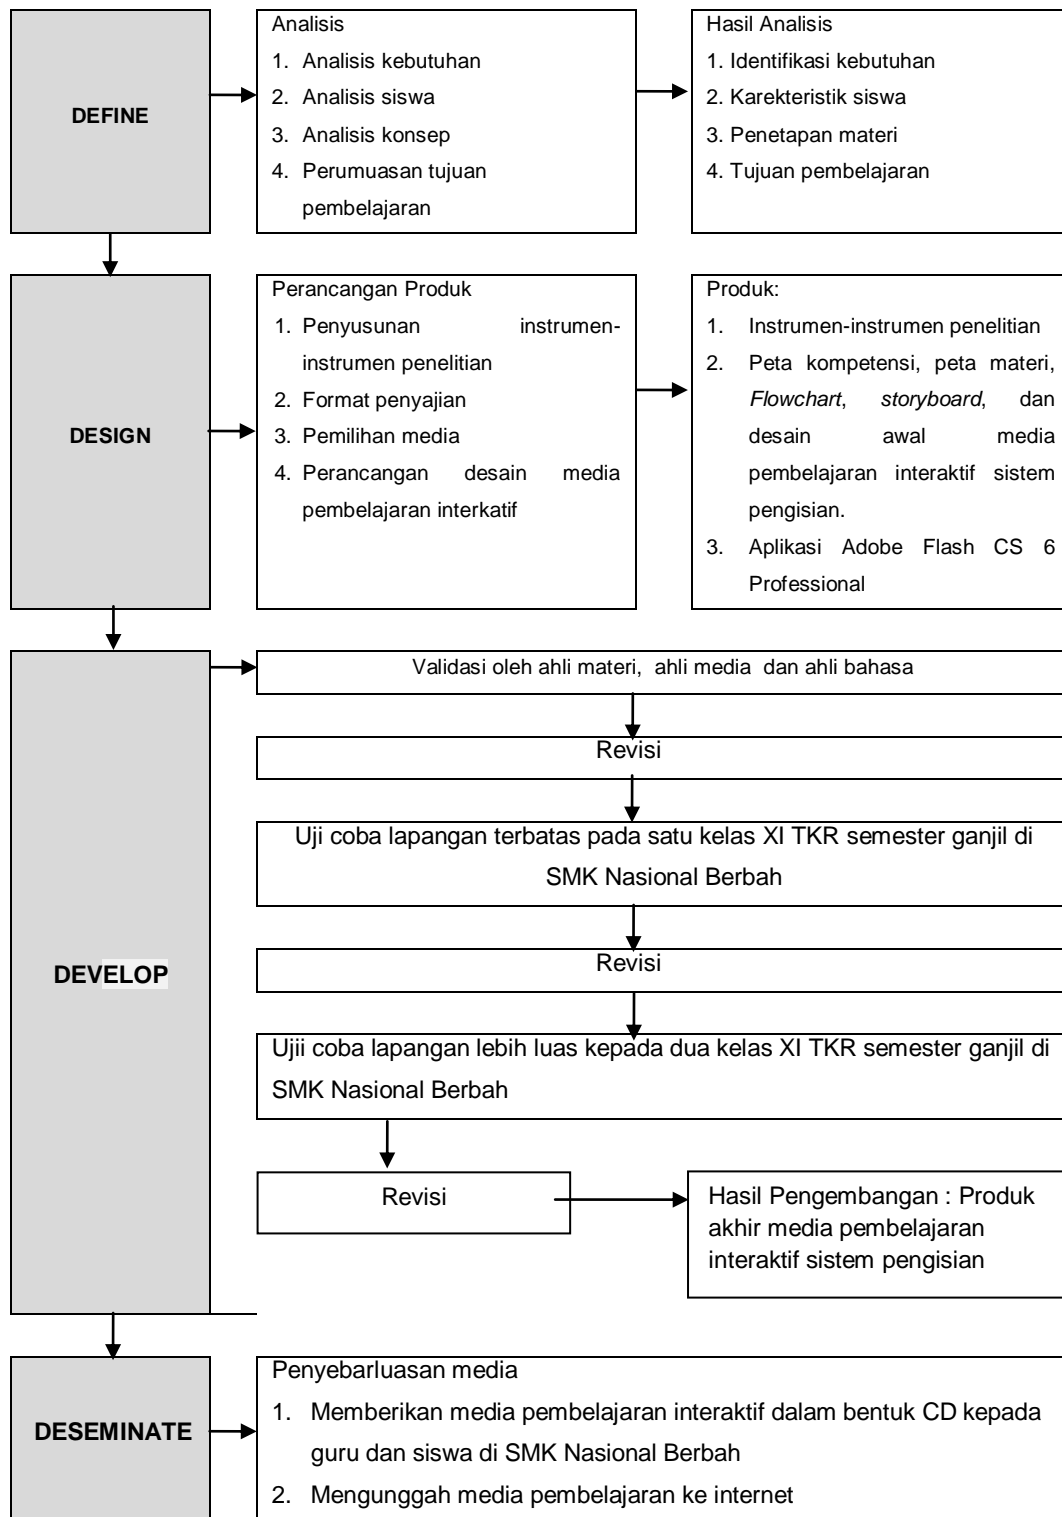 DEFINE
Analisis
1. Analisis kebutuhan
2. Analisis siswa
3. Analisis konsep
4. Perumuasan tujuan
pembelajaran
Hasil Analisis
1. Identifikasi kebutuhan
2. Karekteristik siswa
3. Penetapan materi
4. Tujuan pembelajaran
DESIGN
Perancangan Produk
1. Penyusunan instrumen-
instrumen penelitian
2. Format penyajian
3. Pemilihan media
4. Perancangan desain media
pembelajaran interkatif
Produk:
1. Instrumen-instrumen penelitian
2. Peta kompetensi, peta materi,
Flowchart, storyboard, dan
desain awal media
pembelajaran interaktif sistem
pengisian.
3. Aplikasi Adobe Flash CS 6
Professional
DEVELOP
Validasi oleh ahli materi, ahli media dan ahli bahasa
Revisi
Uji coba lapangan terbatas pada satu kelas XI TKR semester ganjil di
SMK Nasional Berbah
Revisi
Ujii coba lapangan lebih luas kepada dua kelas XI TKR semester ganjil di
SMK Nasional Berbah
Revisi
Hasil Pengembangan : Produk
akhir media pembelajaran
interaktif sistem pengisian
DESEMINATE
Penyebarluasan media
1. Memberikan media pembelajaran interaktif dalam bentuk CD kepada
guru dan siswa di SMK Nasional Berbah
2. Mengunggah media pembelajaran ke internet